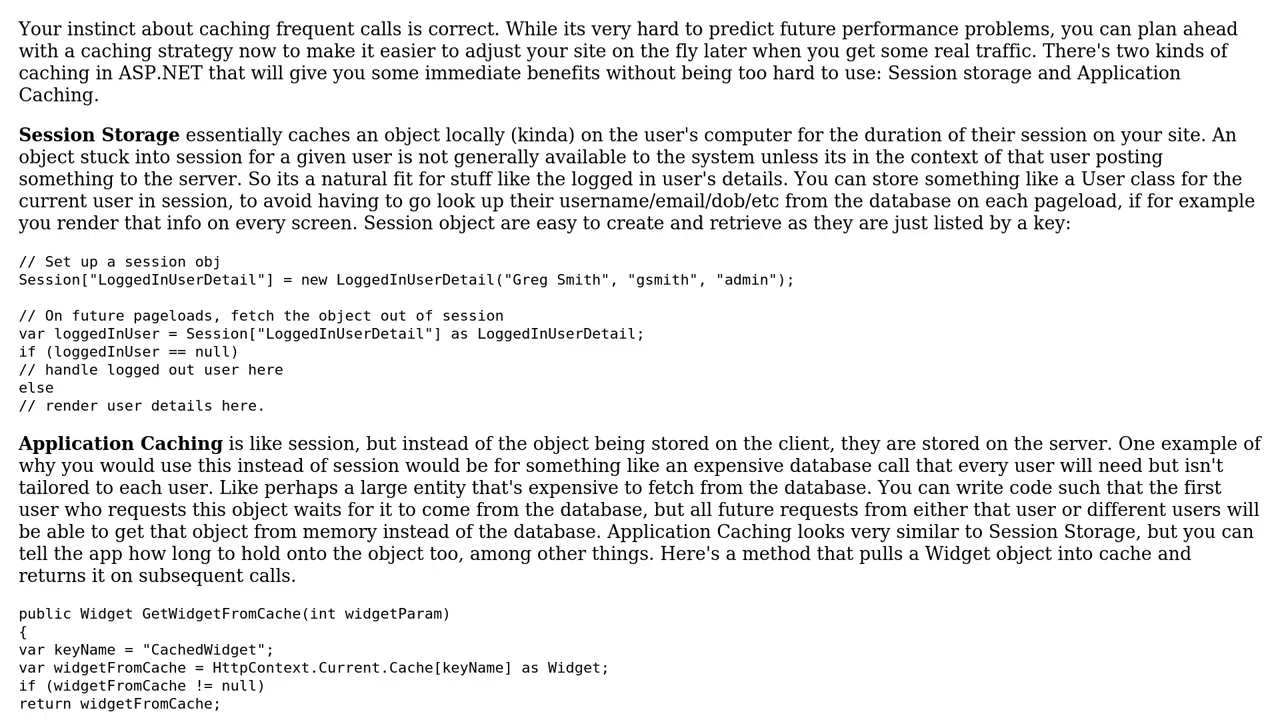 Your instinct about caching frequent calls is correct. While its very hard to predict future performance problems, you can plan ahead
with a caching strategy now to make it easier to adjust your site on the fly later when you get some real traffic. There's two kinds of
caching in ASP.NET that will give you some immediate benefits without being too hard to use: Session storage and Application
Caching.
Session Storage essentially caches an object locally (kinda) on the user's computer for the duration of their session on your site. An
object stuck into session for a given user is not generally available to the system unless its in the context of that user posting
something to the server. So its a natural fit for stuff like the logged in user's details. You can store something like a User class for the
current user in session, to avoid having to go look up their username/email/dob/etc from the database on each pageload, if for example
you render that info on every screen. Session object are easy to create and retrieve as they are just listed by a key:
// Set up a session obj
Session["LoggedInUserDetail"] = new LoggedInUserDetail("Greg Smith", "gsmith", "admin");
// On future pageloads, fetch the object out of session
var loggedInUser = Session["LoggedInUserDetail"] as LoggedInUserDetail;
if (loggedInUser == null)
// handle logged out user here
else
// render user details here.
Application Caching is like session, but instead of the object being stored on the client, they are stored on the server. One example of
why you would use this instead of session would be for something like an expensive database call that every user will need but isn't
tailored to each user. Like perhaps a large entity that's expensive to fetch from the database. You can write code such that the first
user who requests this object waits for it to come from the database, but all future requests from either that user or different users will
be able to get that object from memory instead of the database. Application Caching looks very similar to Session Storage, but you can
tell the app how long to hold onto the object too, among other things. Here's a method that pulls a Widget object into cache and
returns it on subsequent calls.
public Widget GetWidgetFromCache(int widgetParam)
{
var keyName = "CachedWidget";
var widgetFromCache = HttpContext.Current.Cache[keyName] as Widget;
if (widgetFromCache != null)
return widgetFromCache;